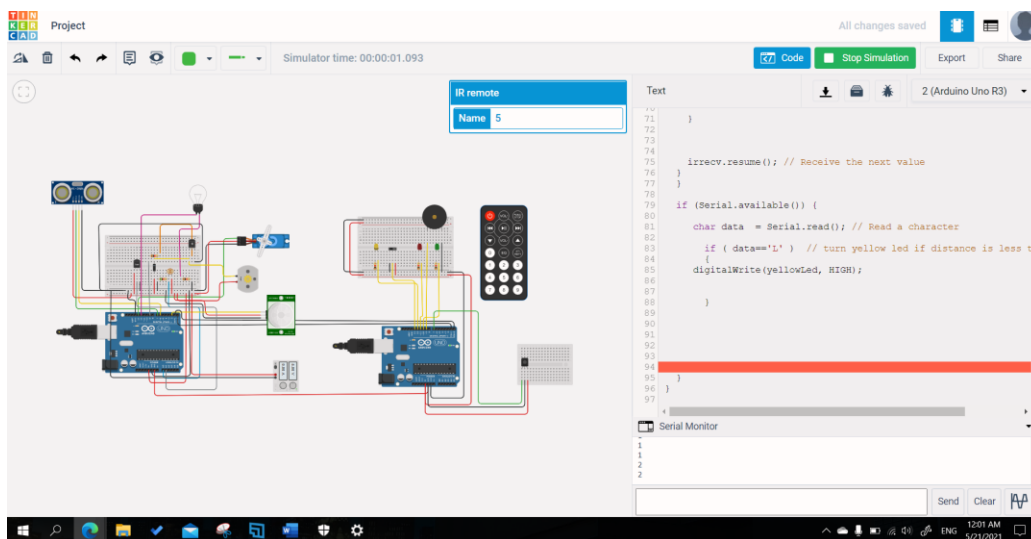 TIN
KER
CAD
Project
All changes saved
Simulator time: 00:00:01.093
Code
Stop Simulation
Export
Share
IR remote
Name 5
Text
2 (Arduino Uno R3)
71 }
72
73
74
75 irrecv.resume(); // Receive the next value
76 }
77 }
78
79 if (Serial.available()) {
80
81 char data = Serial.read(); // Read a character
82
83 if ( data=='L' ) // turn yellow led if distance is less t
84 {
85 digitalWrite(yellowLed, HIGH);
86
87
88 }
89
90
91
92
93
94
95 }
96 }
97
Serial Monitor
1
1
2
2
Send
Clear
ENG
12:01 AM
5/21/2021